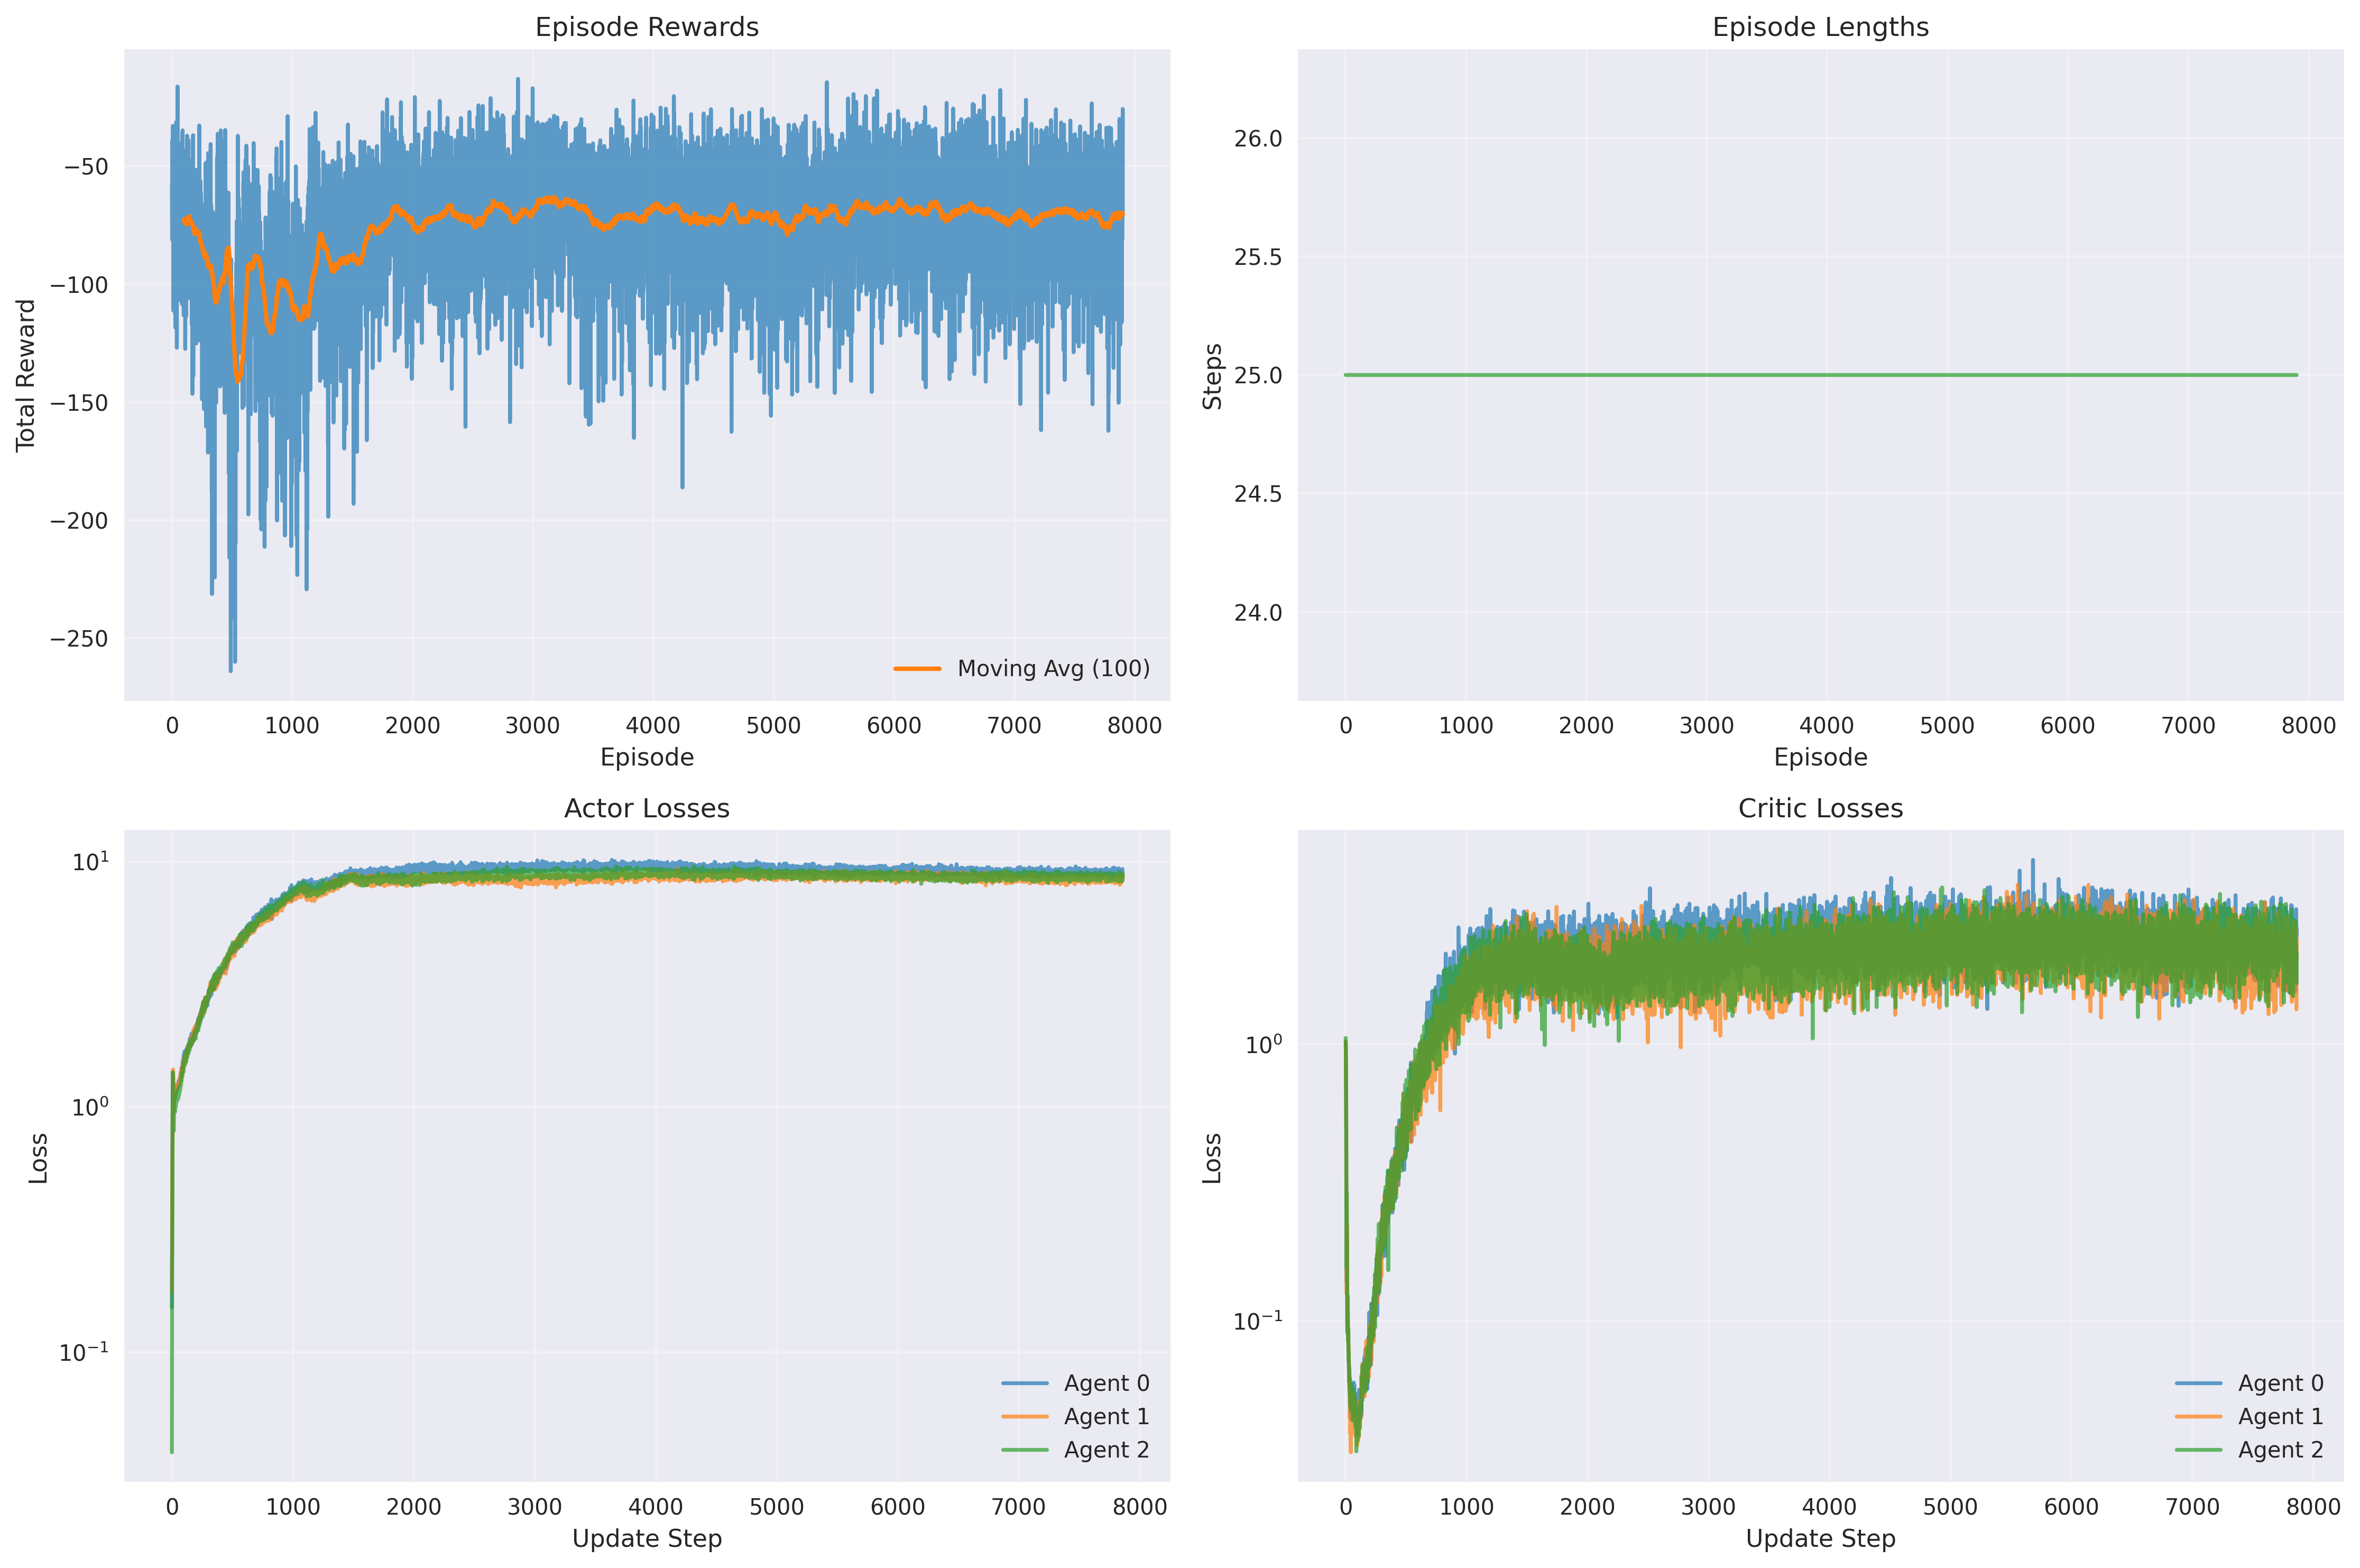 Episode Rewards
Total Reward
−50
−100
−150
−200
−250
Moving Avg (100)
0 1000 2000 3000 4000 5000 6000 7000 8000
Episode
Episode Lengths
Steps
26.0
25.5
25.0
24.5
24.0
0 1000 2000 3000 4000 5000 6000 7000 8000
Episode
Actor Losses
Loss
10¹
10⁰
10⁻¹
Agent 0
Agent 1
Agent 2
0 1000 2000 3000 4000 5000 6000 7000 8000
Update Step
Critic Losses
Loss
10⁰
10⁻¹
Agent 0
Agent 1
Agent 2
0 1000 2000 3000 4000 5000 6000 7000 8000
Update Step